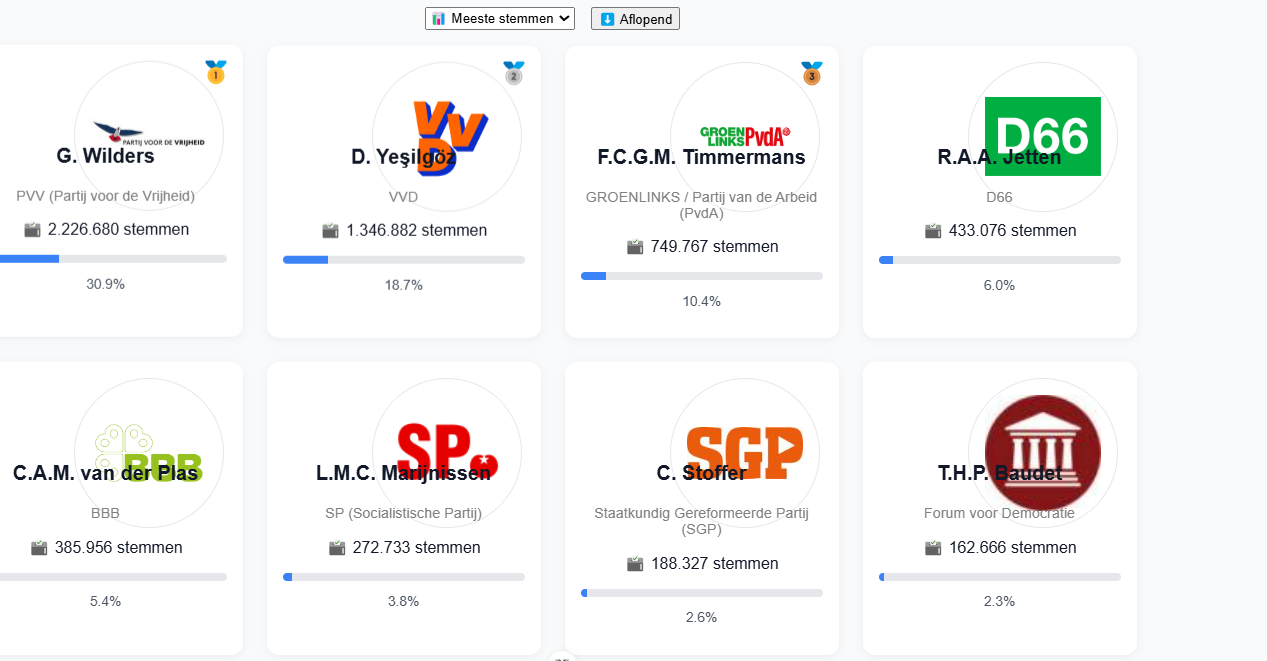 Meeste stemmen
Aflopend
1
2
3
PARTIJ VOOR DE VRIJHEID
G. Wilders
PVV (Partij voor de Vrijheid)
2.226.680 stemmen
30.9%
VVD
D. Yeşilgöz
VVD
1.346.882 stemmen
18.7%
GROEN
LINKS PvdA
F.C.G.M. Timmermans
GROENLINKS / Partij van de Arbeid
(PvdA)
749.767 stemmen
10.4%
D66
R.A.A. Jetten
D66
433.076 stemmen
6.0%
BBB
C.A.M. van der Plas
BBB
385.956 stemmen
5.4%
SP
L.M.C. Marijnissen
SP (Socialistische Partij)
272.733 stemmen
3.8%
SGP
C. Stoffer
Staatkundig Gereformeerde Partij
(SGP)
188.327 stemmen
2.6%
T.H.P. Baudet
Forum voor Democratie
162.666 stemmen
2.3%